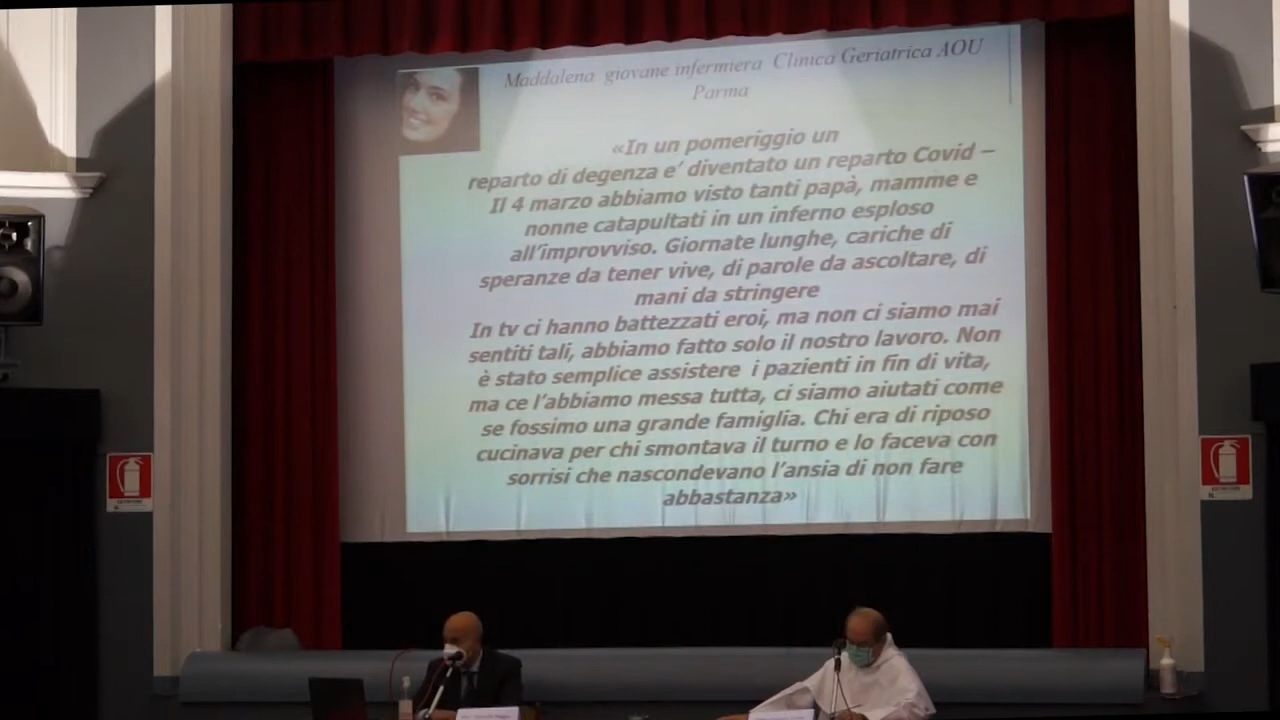 Maddalena giovane infermiera Clinica Geriatrica AOU
Parma
«In un pomeriggio un
reparto di degenza e’ diventato un reparto Covid –
Il 4 marzo abbiamo visto tanti papà, mamme e
nonne catapultati in un inferno esploso
all’improvviso. Giornate lunghe, cariche di
speranze da tener vive, di parole da ascoltare, di
mani da stringere
In tv ci hanno battezzati eroi, ma non ci siamo mai
sentiti tali, abbiamo fatto solo il nostro lavoro. Non
è stato semplice assistere i pazienti in fin di vita,
ma ce l’abbiamo messa tutta, ci siamo aiutati come
se fossimo una grande famiglia. Chi era di riposo
cucinava per chi smontava il turno e lo faceva con
sorrisi che nascondevano l’ansia di non fare
abbastanza»